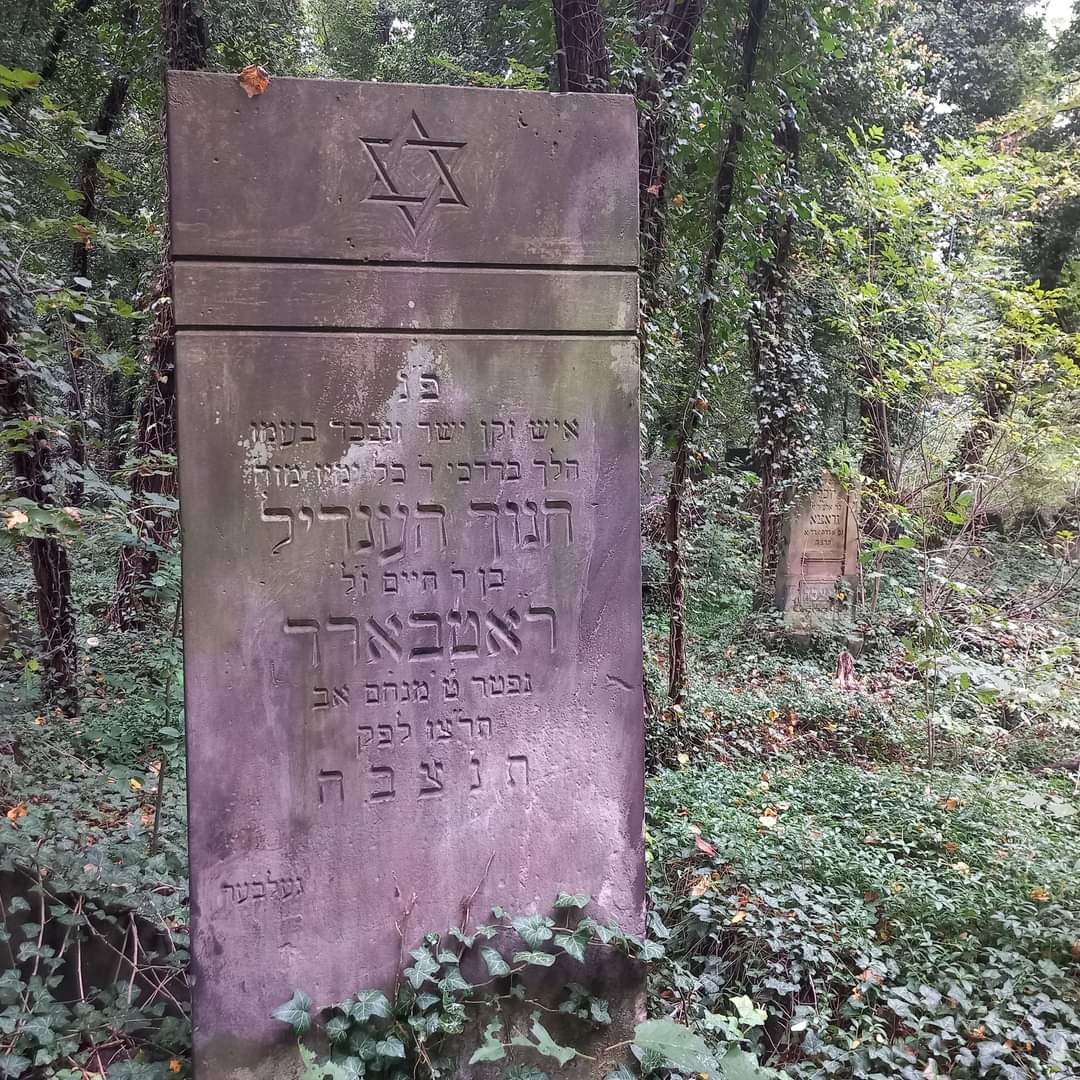 פ"נ
איש זקן ישר ונכבד בעמו
הלך בדרכי ד' כל ימיו מוה'
חנוך הענדיל
בן ר' חיים ז"ל
ראטבארד
נפטר ט' מנחם אב
תרצו לפק
ת נ צ ב ה
געלבער